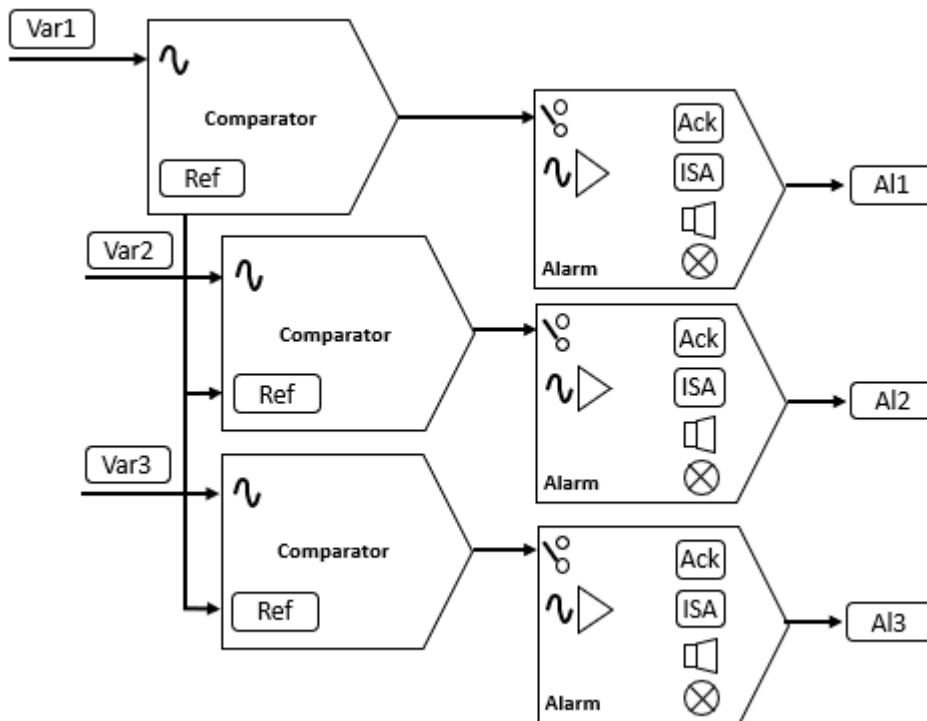 Var1
Comparator
Ref
Ack
ISA
Alarm
Al1
Var2
Comparator
Ref
Ack
ISA
Alarm
Al2
Var3
Comparator
Ref
Ack
ISA
Alarm
Al3